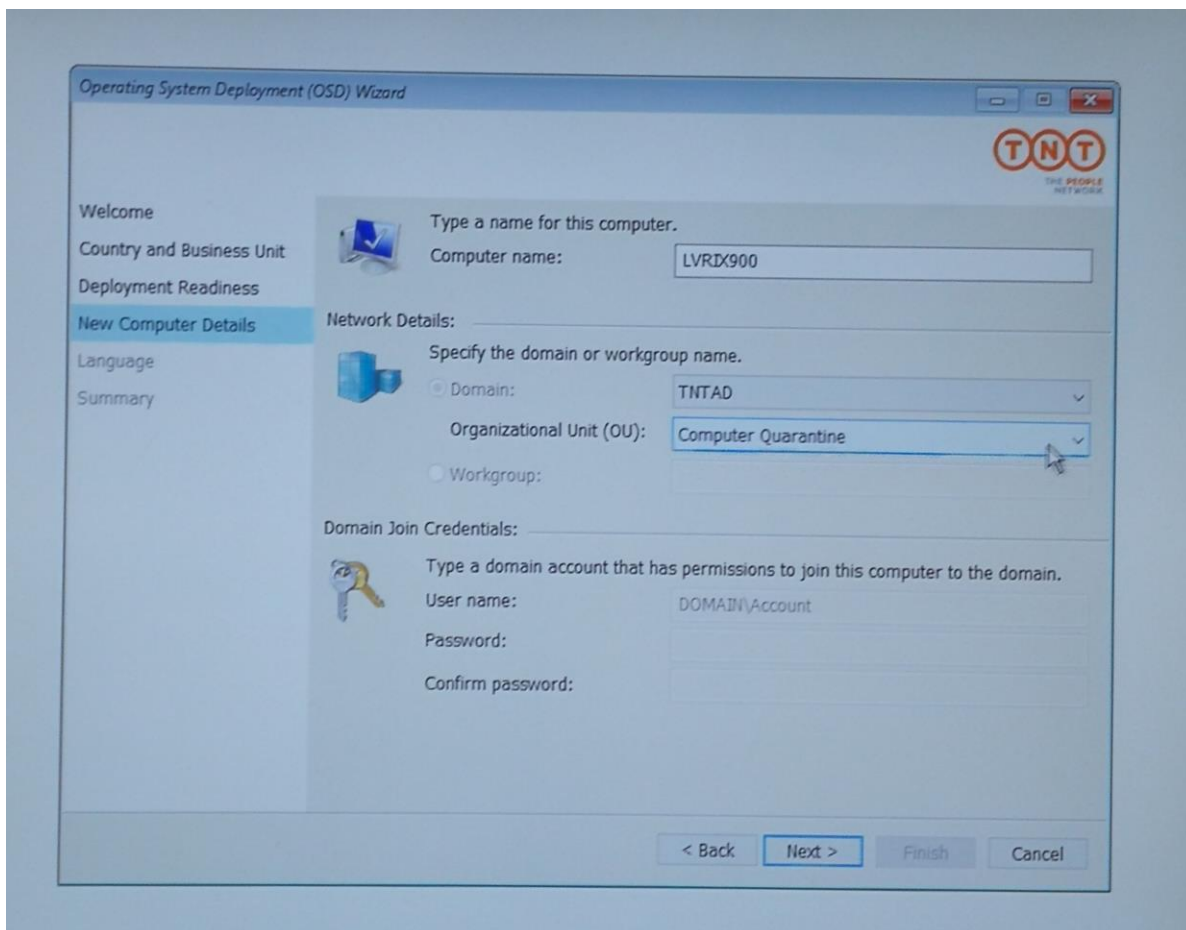 Operating System Deployment (OSD) Wizard
TNT
THE PEOPLE
NETWORK
Welcome
Country and Business Unit
Deployment Readiness
New Computer Details
Language
Summary
Type a name for this computer.
Computer name: LVRIX900
Network Details:
Specify the domain or workgroup name.
Domain: TNTAD
Organizational Unit (OU): Computer Quarantine
Workgroup:
Domain Join Credentials:
Type a domain account that has permissions to join this computer to the domain.
User name: DOMAIN\Account
Password:
Confirm password:
< Back Next > Finish Cancel